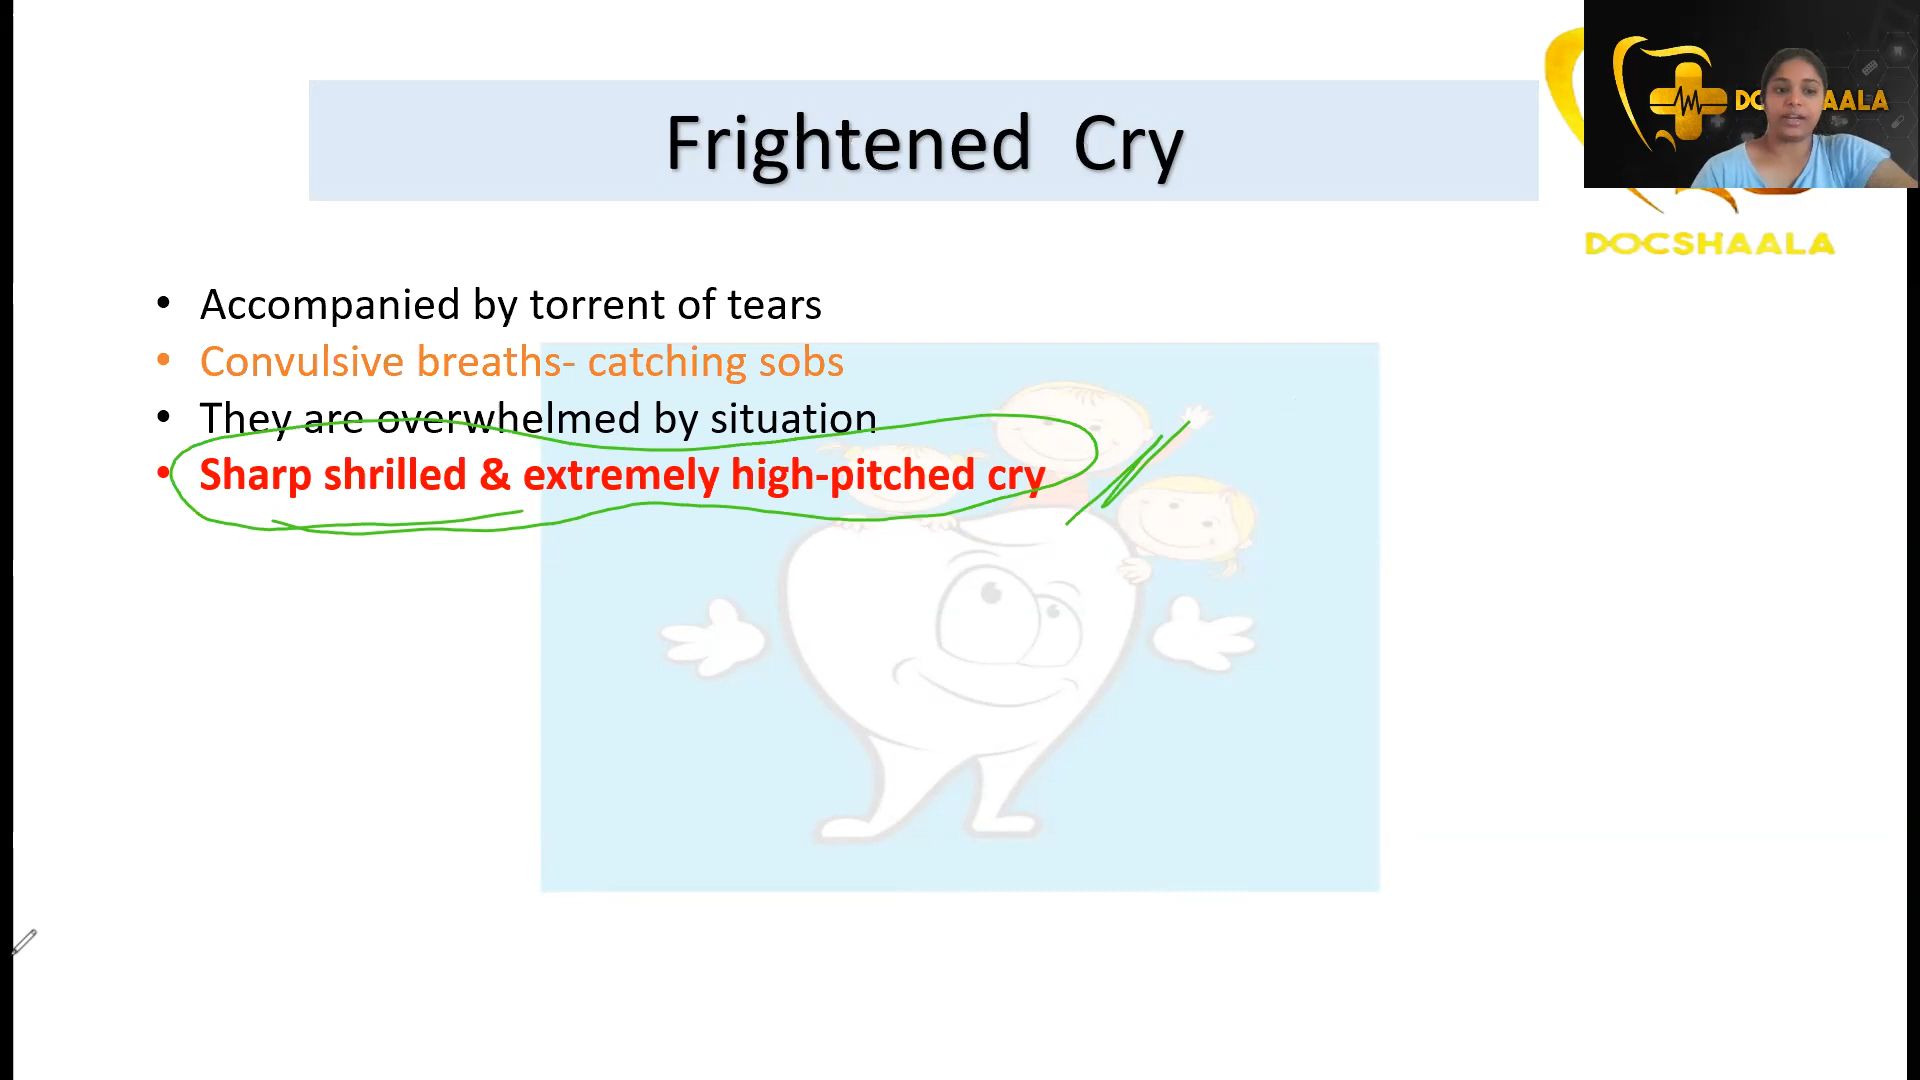 Frightened Cry
DOCSHAALA
• Accompanied by torrent of tears
• Convulsive breaths- catching sobs
• They are overwhelmed by situation
• Sharp shrilled & extremely high-pitched cry